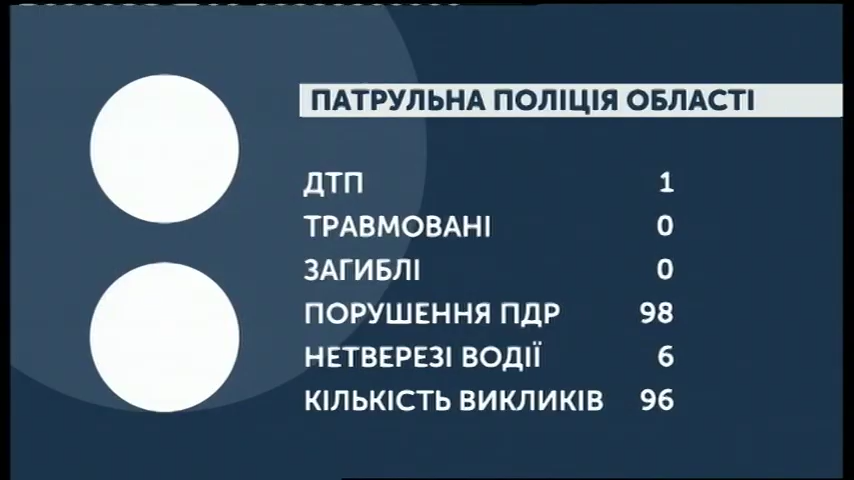 ПАТРУЛЬНА ПОЛІЦІЯ ОБЛАСТІ
ДТП 1
ТРАВМОВАНІ 0
ЗАГИБЛІ 0
ПОРУШЕННЯ ПДР 98
НЕТВЕРЕЗІ ВОДІЇ 6
КІЛЬКІСТЬ ВИКЛИКІВ 96